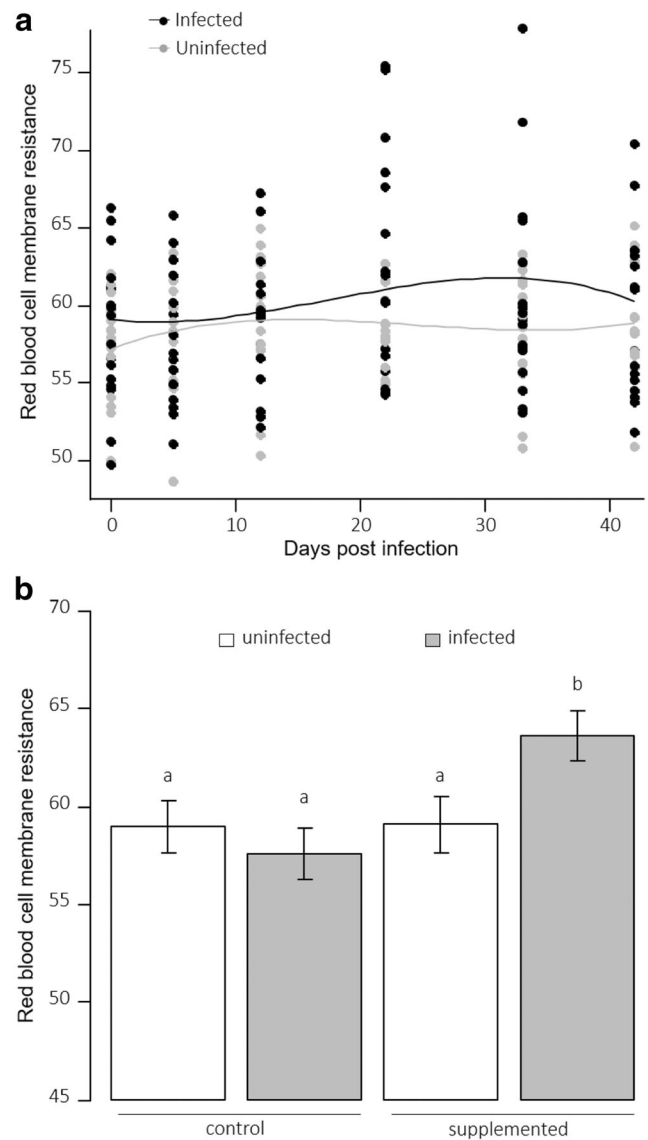 a
Infected
Uninfected
Red blood cell membrane resistance
75
70
65
60
55
50
0 10 20 30 40
Days post infection
b
uninfected infected
Red blood cell membrane resistance
70
65
60
55
50
45
a a a b
control supplemented